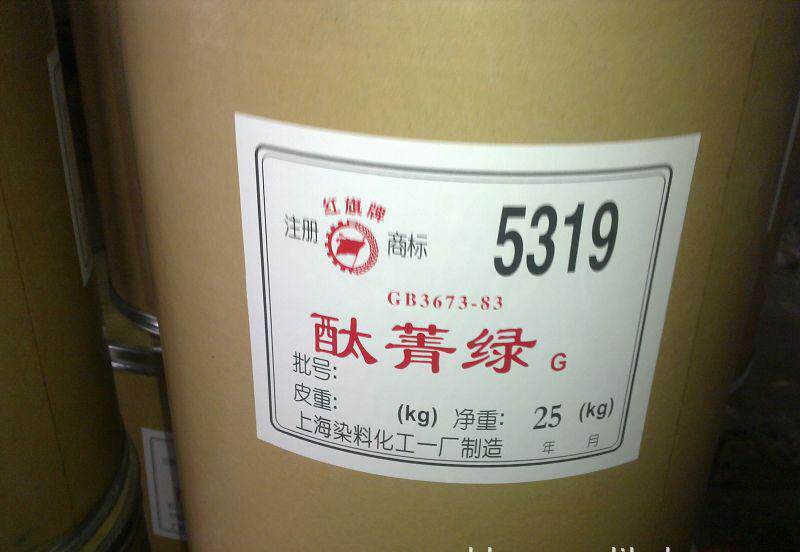 红旗牌
注册 商标
5319
GB3673-83
酞菁绿 G
批号:
皮重: (kg) 净重: 25 (kg)
上海染料化工一厂制造 年 月